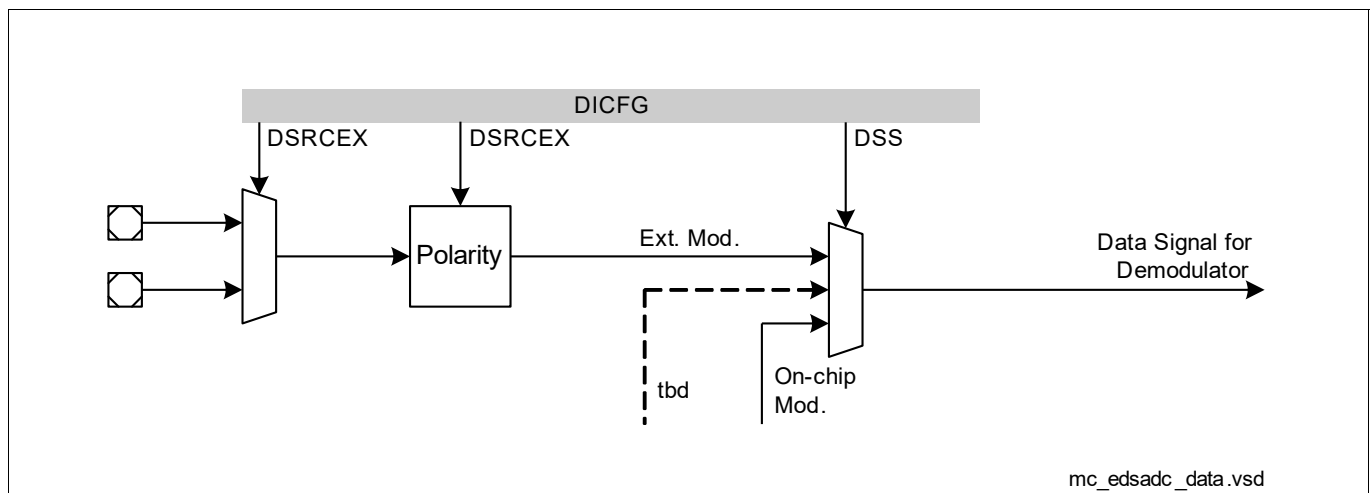 DICFG
DSRCEX
DSRCEX
DSS
Polarity
Ext. Mod.
Data Signal for
Demodulator
tbd
On-chip
Mod.
mc_edsadc_data.vsd